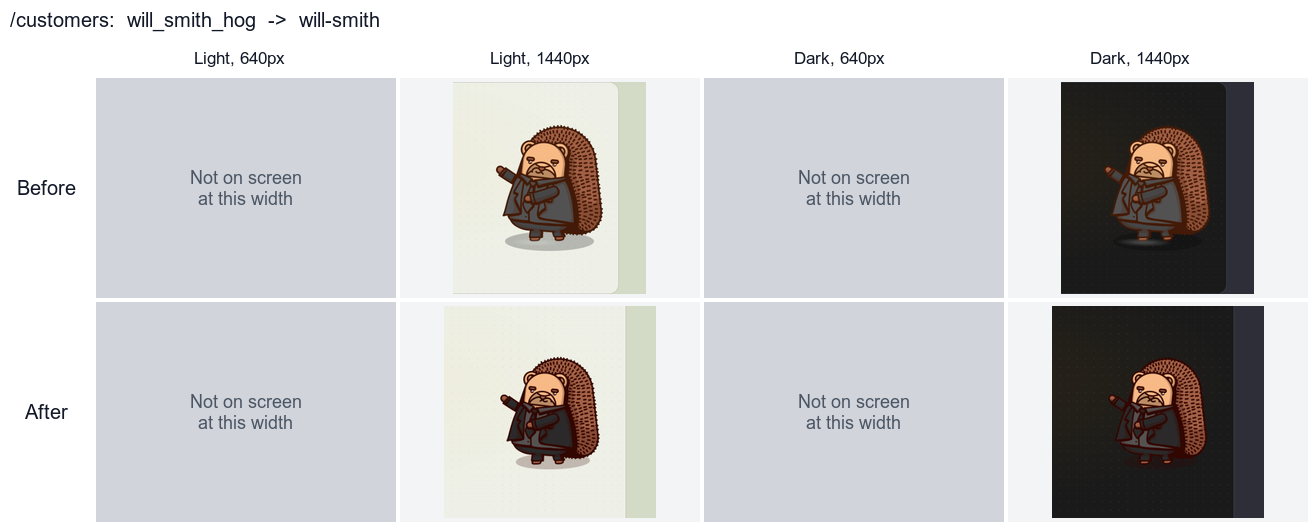 /customers: will_smith_hog -> will-smith
Light, 640px
Light, 1440px
Dark, 640px
Dark, 1440px
Before
Not on screen
at this width
Not on screen
at this width
After
Not on screen
at this width
Not on screen
at this width